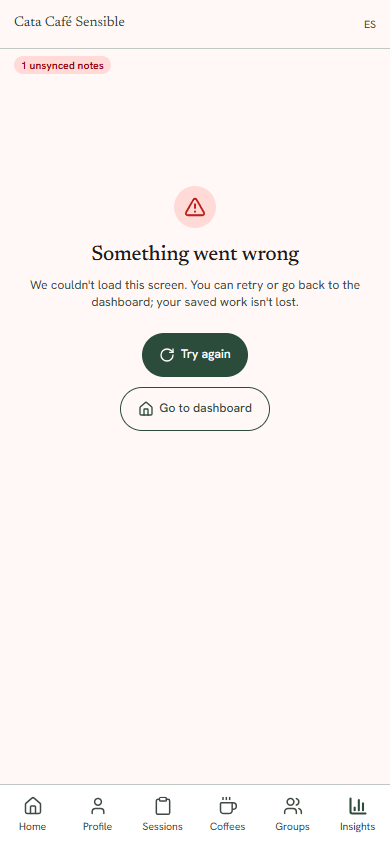 Cata Café Sensible
ES
1 unsynced notes
Something went wrong
We couldn't load this screen. You can retry or go back to the
dashboard; your saved work isn't lost.
Try again
Go to dashboard
Home
Profile
Sessions
Coffees
Groups
Insights